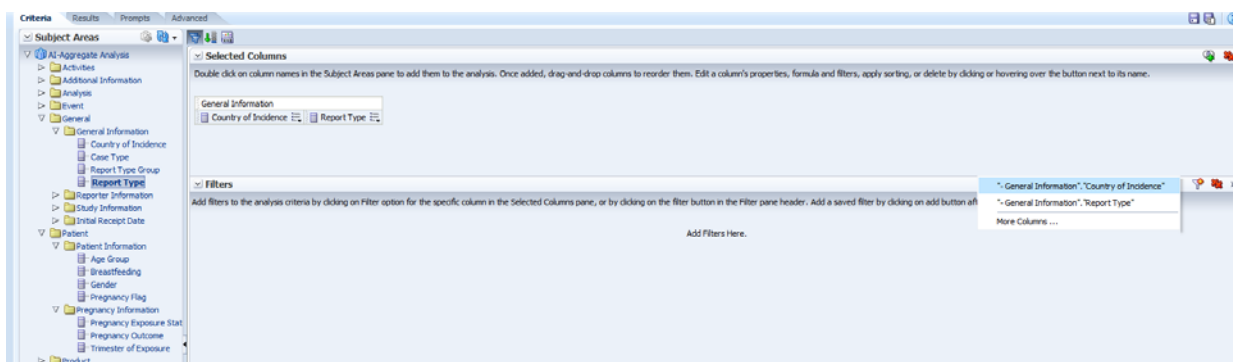 Criteria Results Prompts Advanced
Subject Areas
AI-Aggregate Analysis
Activities
Additional Information
Analysis
Event
General
General Information
Country of Incidence
Case Type
Report Type Group
Report Type
Reporter Information
Study Information
Initial Receipt Date
Patient
Patient Information
Age Group
Breastfeeding
Gender
Pregnancy Flag
Pregnancy Information
Pregnancy Exposure Stat
Pregnancy Outcome
Trimester of Exposure
Product
Selected Columns
Double click on column names in the Subject Areas pane to add them to the analysis. Once added, drag-and-drop columns to reorder them. Edit a column's properties, formula and filters, apply sorting, or delete by clicking or hovering over the button next to its name.
General Information
Country of Incidence Report Type
Filters
Add filters to the analysis criteria by clicking on Filter option for the specific column in the Selected Columns pane, or by clicking on the filter button in the Filter pane header. Add a saved filter by clicking on add button af
Add Filters Here.
"- General Information"."Country of Incidence"
"- General Information"."Report Type"
More Columns ...